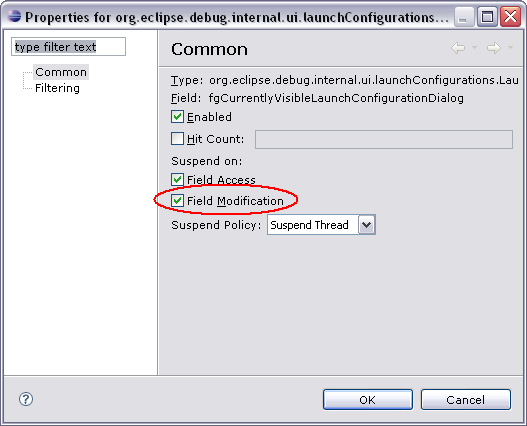 Properties for org.eclipse.debug.internal.ui.launchConfigurations...
type filter text
Common
Filtering
Common
Type: org.eclipse.debug.internal.ui.launchConfigurations.Lau
Field: fgCurrentlyVisibleLaunchConfigurationDialog
Enabled
Hit Count:
Suspend on:
Field Access
Field Modification
Suspend Policy: Suspend Thread
OK
Cancel